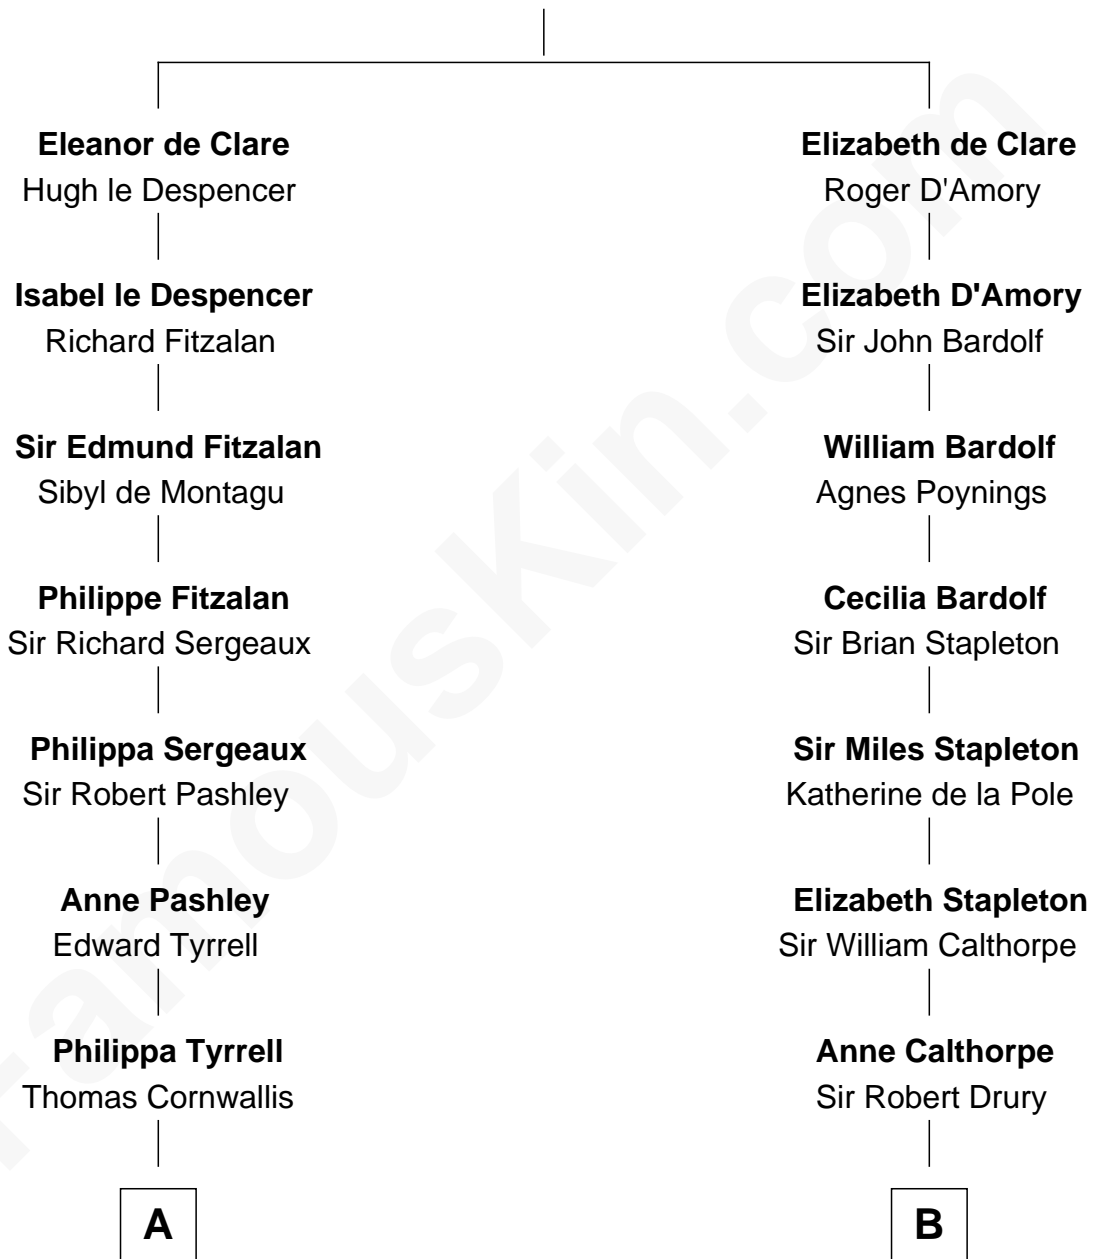 Eleanor de Clare
Hugh le Despencer
Isabel le Despencer
Richard Fitzalan
Sir Edmund Fitzalan
Sibyl de Montagu
Philippe Fitzalan
Sir Richard Sergeaux
Philippa Sergeaux
Sir Robert Pashley
Anne Pashley
Edward Tyrrell
Philippa Tyrrell
Thomas Cornwallis
A
Elizabeth de Clare
Roger D'Amory
Elizabeth D'Amory
Sir John Bardolf
William Bardolf
Agnes Poynings
Cecilia Bardolf
Sir Brian Stapleton
Sir Miles Stapleton
Katherine de la Pole
Elizabeth Stapleton
Sir William Calthorpe
Anne Calthorpe
Sir Robert Drury
B
FamousKin.com